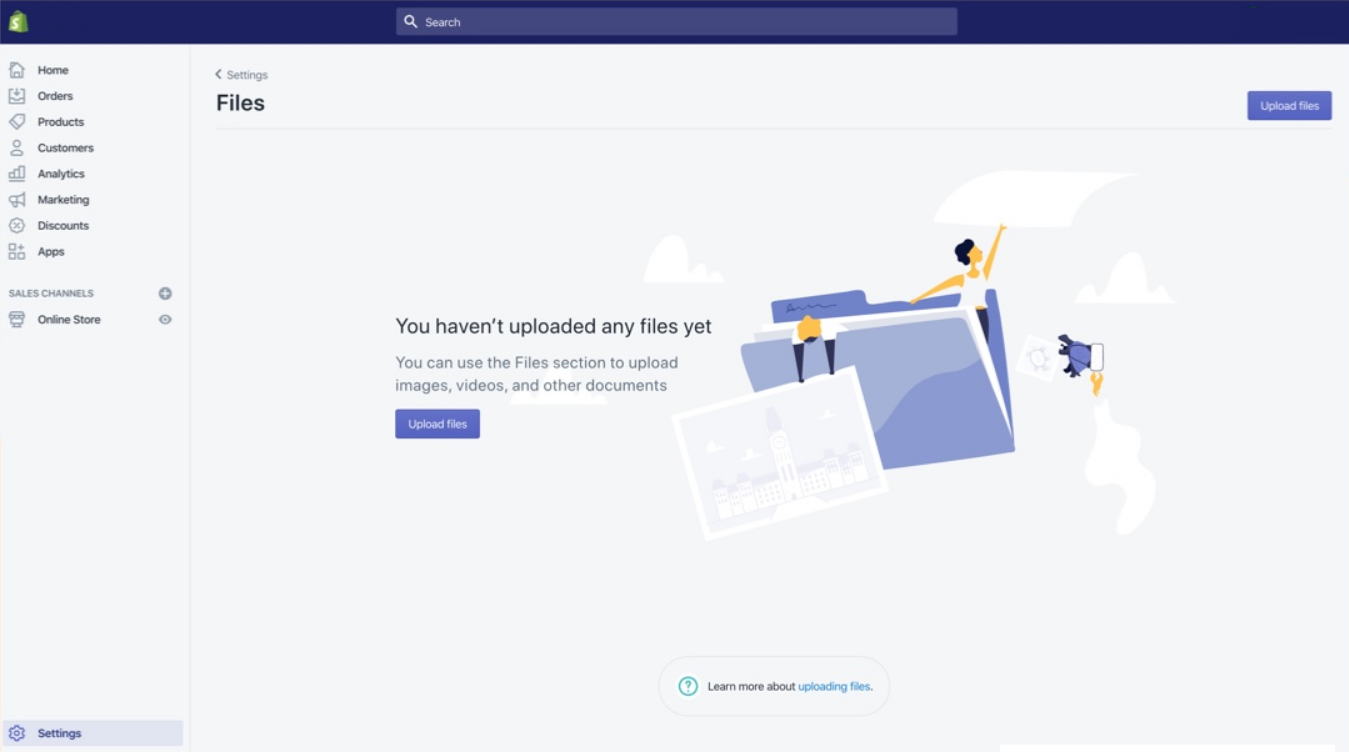 Search
Home
Orders
Products
Customers
Analytics
Marketing
Discounts
Apps
SALES CHANNELS
Online Store
Settings
Settings
Files
Upload files
You haven’t uploaded any files yet
You can use the Files section to upload
images, videos, and other documents
Upload files
Learn more about uploading files.